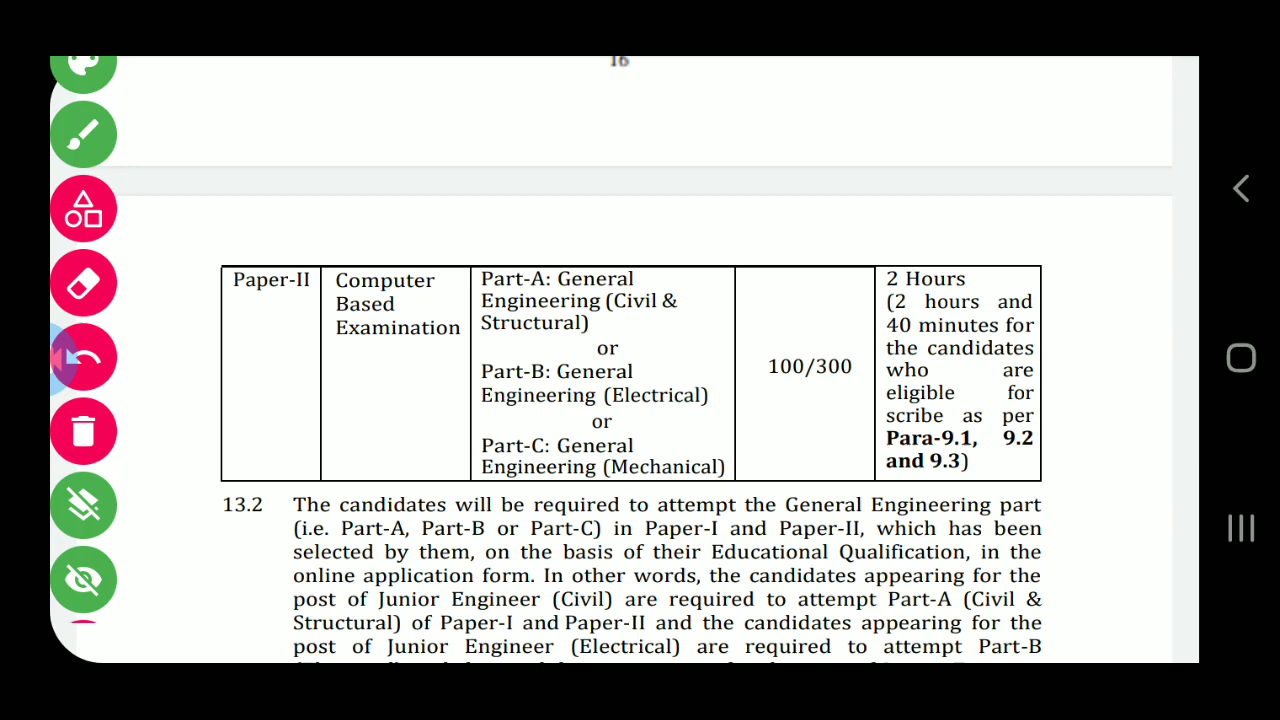 16
Paper-II
Computer
Based
Examination
Part-A: General
Engineering (Civil &
Structural)
or
Part-B: General
Engineering (Electrical)
or
Part-C: General
Engineering (Mechanical)
100/300
2 Hours
(2 hours and
40 minutes for
the candidates
who are
eligible for
scribe as per
Para-9.1, 9.2
and 9.3)
13.2 The candidates will be required to attempt the General Engineering part
(i.e. Part-A, Part-B or Part-C) in Paper-I and Paper-II, which has been
selected by them, on the basis of their Educational Qualification, in the
online application form. In other words, the candidates appearing for the
post of Junior Engineer (Civil) are required to attempt Part-A (Civil &
Structural) of Paper-I and Paper-II and the candidates appearing for the
post of Junior Engineer (Electrical) are required to attempt Part-B